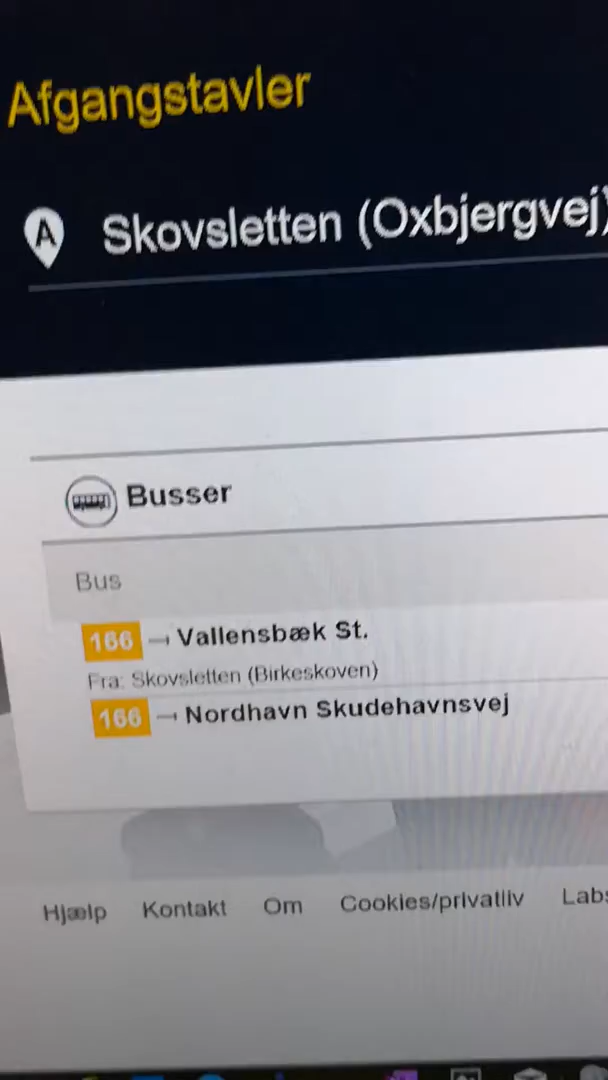 Afgangstavler
A Skovsletten (Oxbjergvej)
Busser
Bus
166 → Vallensbæk St.
Fra: Skovsletten (Birkeskoven)
166 → Nordhavn Skudehavnsvej
Hjælp Kontakt Om Cookies/privatliv Labs